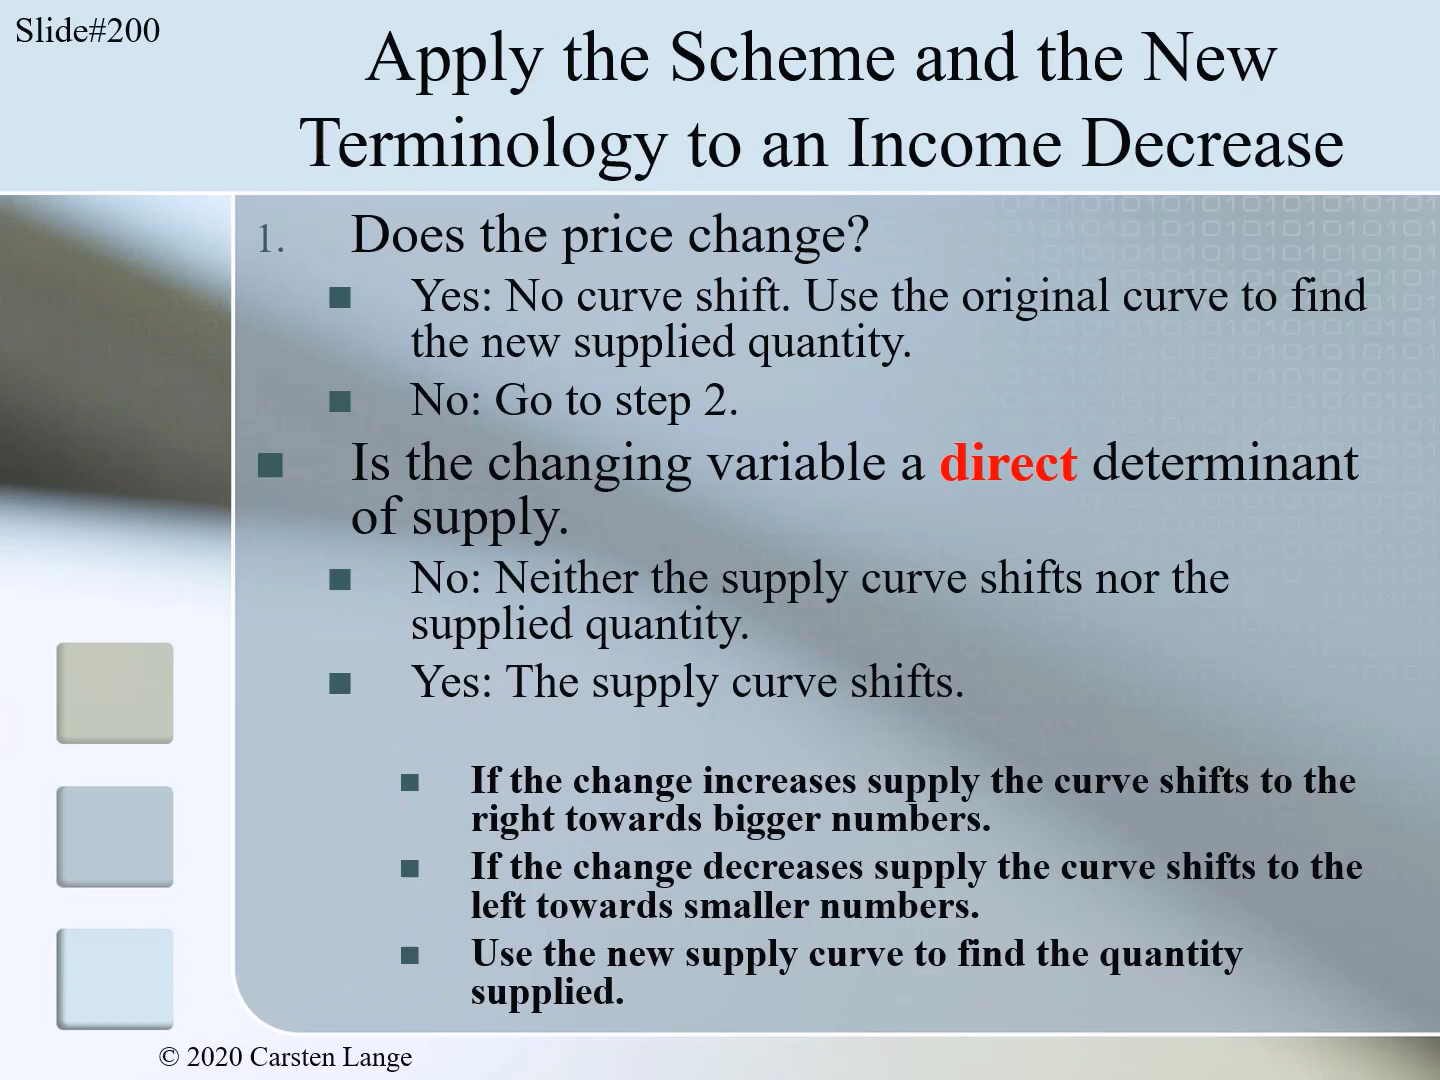 Slide#200
Apply the Scheme and the New
Terminology to an Income Decrease
1. Does the price change?
Yes: No curve shift. Use the original curve to find
the new supplied quantity.
No: Go to step 2.
Is the changing variable a direct determinant
of supply.
No: Neither the supply curve shifts nor the
supplied quantity.
Yes: The supply curve shifts.
If the change increases supply the curve shifts to the
right towards bigger numbers.
If the change decreases supply the curve shifts to the
left towards smaller numbers.
Use the new supply curve to find the quantity
supplied.
© 2020 Carsten Lange